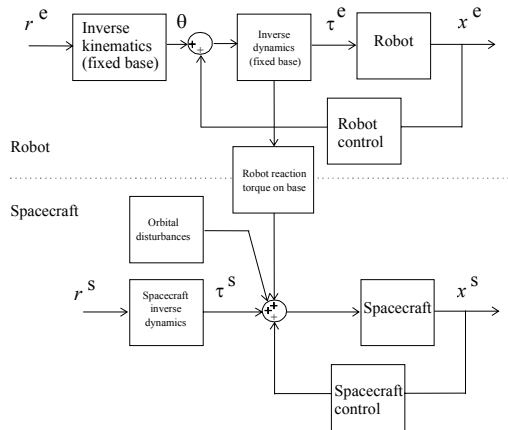 r e
Inverse
kinematics
(fixed base)
θ
+
+
Inverse
dynamics
(fixed base)
τ e
Robot
x e
Robot
control
Robot
Robot reaction
torque on base
Spacecraft
Orbital
disturbances
r s
Spacecraft
inverse
dynamics
τ s
+
+
+
+
Spacecraft
x s
Spacecraft
control